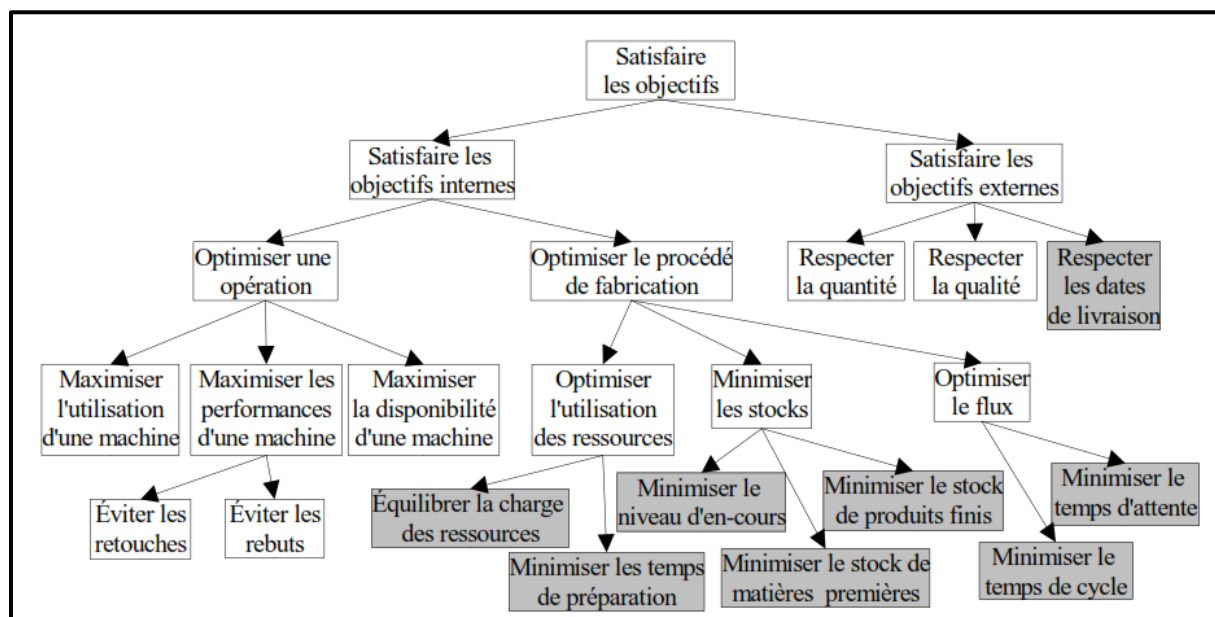 Satisfaire
les objectifs
Satisfaire les
objectifs internes
Satisfaire les
objectifs externes
Optimiser une
opération
Optimiser le procédé
de fabrication
Respecter
la quantité
Respecter
la qualité
Respecter
les dates
de livraison
Maximiser
l'utilisation
d'une machine
Maximiser les
performances
d'une machine
Maximiser
la disponibilité
d'une machine
Optimiser
l'utilisation
des ressources
Minimiser
les stocks
Optimiser
le flux
Éviter les
retouches
Éviter les
rebuts
Équilibrer la charge
des ressources
Minimiser les temps
de préparation
Minimiser le
niveau d'en-cours
Minimiser le stock de
matières premières
Minimiser le stock
de produits finis
Minimiser le
temps d'attente
Minimiser le
temps de cycle